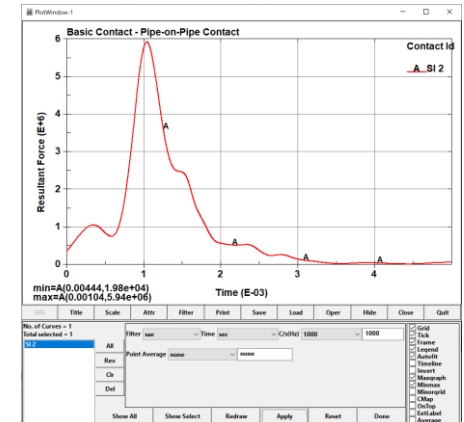 PlotWindow-1
Basic Contact - Pipe-on-Pipe Contact
Contact Id
A SI 2
Resultant Force (E+6)
6
5
4
3
2
1
0
A
A
A
A
0
1
2
3
4
Time (E-03)
min=A(0.00444,1.98e+04)
max=A(0.00104,5.94e+06)
SRS Title Scale Attr Filter Print Save Load Oper Hide Close Quit
No. of Curves = 1
Total selected = 1
SI 2
All
Rev
Clr
Del
Filter sae Time sec C/s(Hz) 1000 1000
Point Average none none
Show All Show Select Redraw Apply Reset Done
Grid
Tick
Frame
Legend
Autofit
Timeline
Invert
Maxgraph
Minmax
Minorgrid
CMap
OnTop
ExtLabel
Average